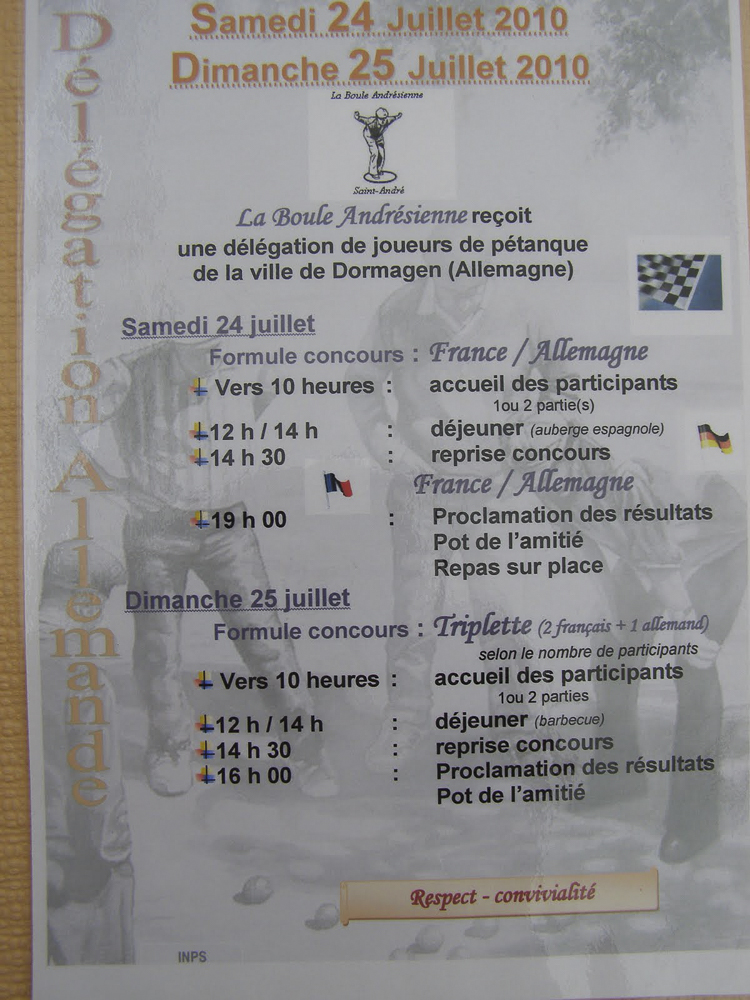 Samedi 24 Juillet 2010
Dimanche 25 Juillet 2010
Délégation Allemande
La Boule Andrésienne
Saint-André
La Boule Andrésienne reçoit
une délégation de joueurs de pétanque
de la ville de Dormagen (Allemagne)
Samedi 24 juillet
Formule concours : France / Allemagne
Vers 10 heures : accueil des participants
1ou 2 partie(s)
12 h / 14 h : déjeuner (auberge espagnole)
14 h 30 : reprise concours
France / Allemagne
19 h 00 : Proclamation des résultats
Pot de l'amitié
Repas sur place
Dimanche 25 juillet
Formule concours : Triplette (2 français + 1 allemand)
selon le nombre de participants
Vers 10 heures : accueil des participants
1ou 2 parties
12 h / 14 h : déjeuner (barbecue)
14 h 30 : reprise concours
16 h 00 : Proclamation des résultats
Pot de l'amitié
Respect - convivialité
INPS